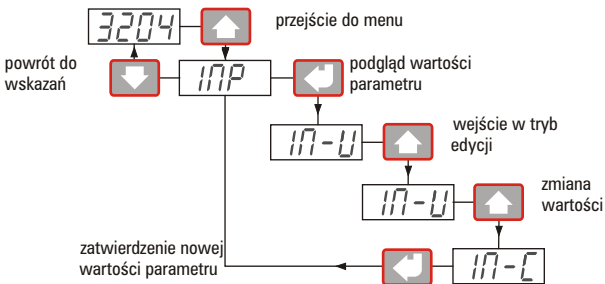 3204
przejście do menu
powrót do
wskazań
INP
podgląd wartości
parametru
IN-U
wejście w tryb
edycji
IN-U
zmiana
wartości
zatwierdzenie nowej
wartości parametru
IN-C